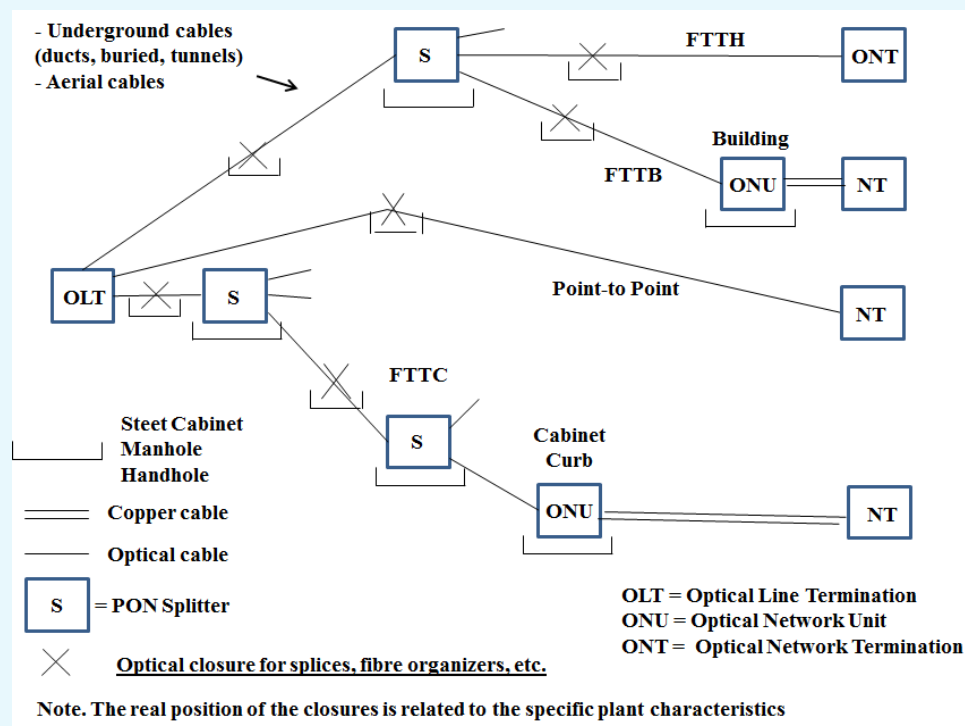 - Underground cables
(ducts, buried, tunnels)
- Aerial cables
S
FTTH
ONT
Building
FTTB
ONU
NT
OLT
S
Point-to Point
NT
FTTC
S
Cabinet
Curb
ONU
NT
Steet Cabinet
Manhole
Handhole
Copper cable
Optical cable
S
= PON Splitter
OLT = Optical Line Termination
ONU = Optical Network Unit
ONT = Optical Network Termination
Optical closure for splices, fibre organizers, etc.
Note. The real position of the closures is related to the specific plant characteristics